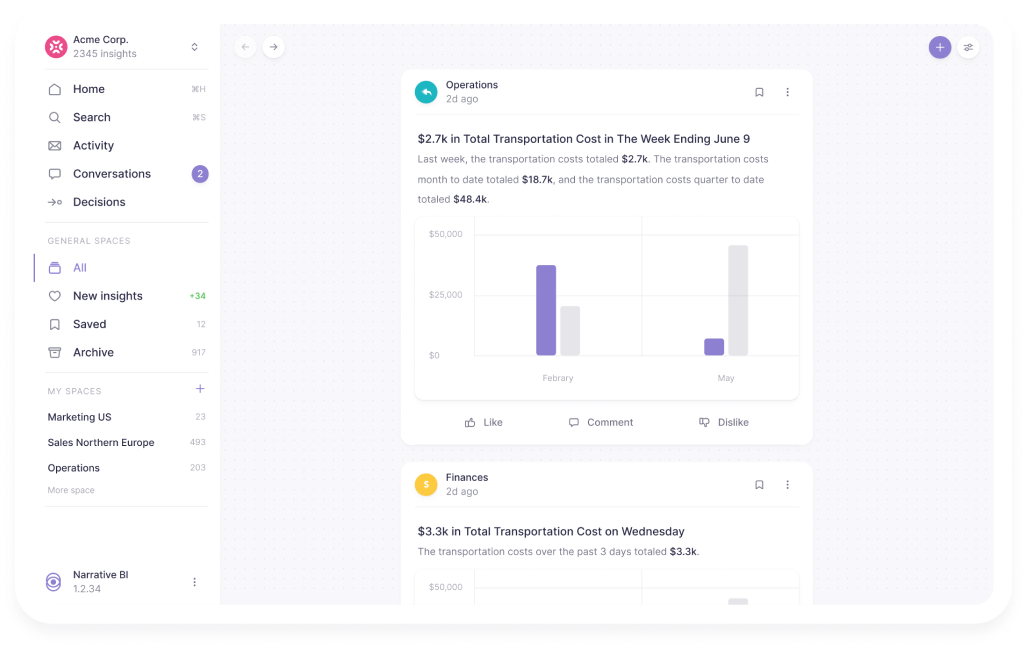 Acme Corp.
2345 insights
Home ⌘H
Search ⌘S
Activity
Conversations 2
Decisions
GENERAL SPACES
All
New insights +34
Saved 12
Archive 917
MY SPACES +
Marketing US 23
Sales Northern Europe 493
Operations 203
More space
Narrative BI
1.2.34
Operations
2d ago
$2.7k in Total Transportation Cost in The Week Ending June 9
Last week, the transportation costs totaled $2.7k. The transportation costs
month to date totaled $18.7k, and the transportation costs quarter to date
totaled $48.4k.
$50,000
$25,000
$0
Febrary May
Like Comment Dislike
$
Finances
2d ago
$3.3k in Total Transportation Cost on Wednesday
The transportation costs over the past 3 days totaled $3.3k.
$50,000